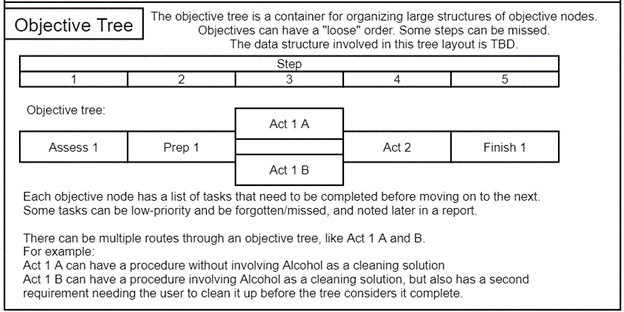 Objective Tree
The objective tree is a container for organizing large structures of objective nodes.
Objectives can have a "loose" order. Some steps can be missed.
The data structure involved in this tree layout is TBD.
Step
1 2 3 4 5
Objective tree:
Act 1 A
Assess 1 Prep 1 Act 2 Finish 1
Act 1 B
Each objective node has a list of tasks that need to be completed before moving on to the next.
Some tasks can be low-priority and be forgotten/missed, and noted later in a report.
There can be multiple routes through an objective tree, like Act 1 A and B.
For example:
Act 1 A can have a procedure without involving Alcohol as a cleaning solution
Act 1 B can have a procedure involving Alcohol as a cleaning solution, but also has a second
requirement needing the user to clean it up before the tree considers it complete.